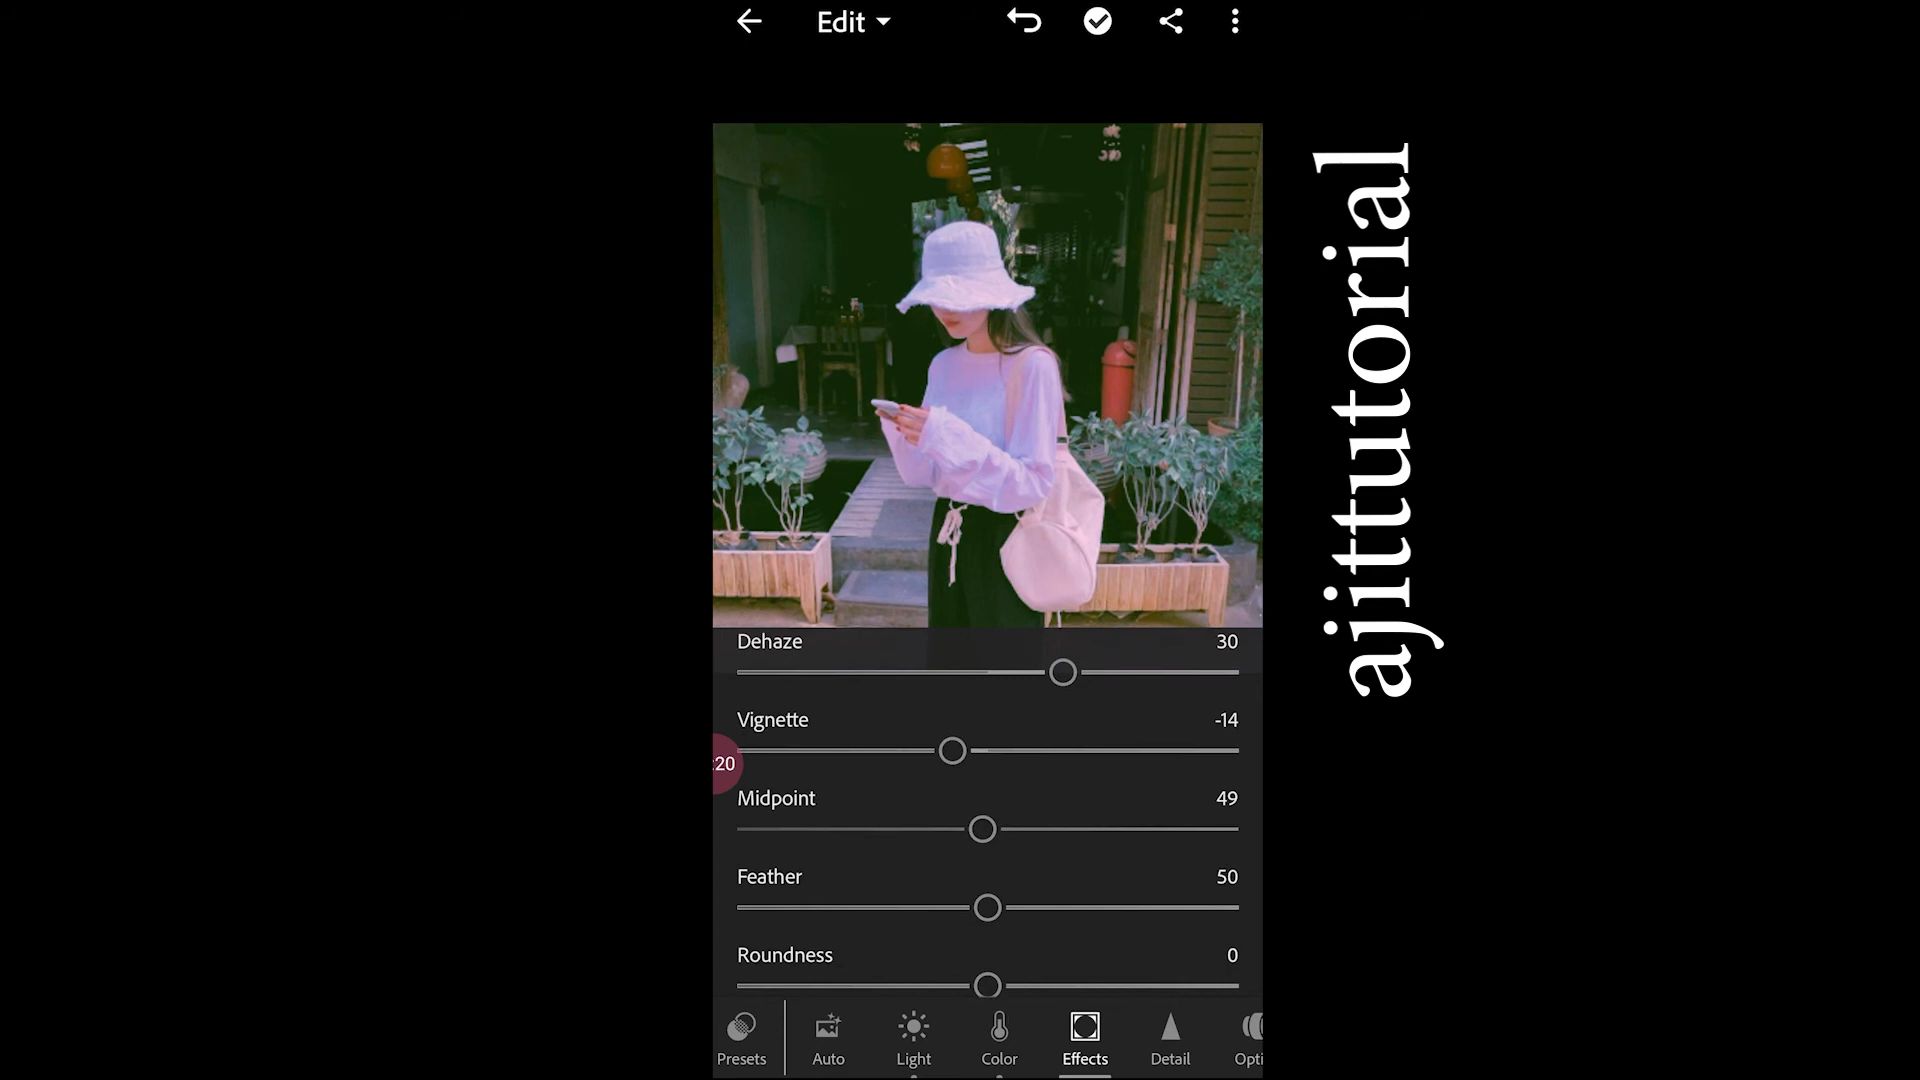 Edit
Dehaze 30
Vignette -14
:20
Midpoint 49
Feather 50
Roundness 0
Presets Auto Light Color Effects Detail Opti
ajittutorial